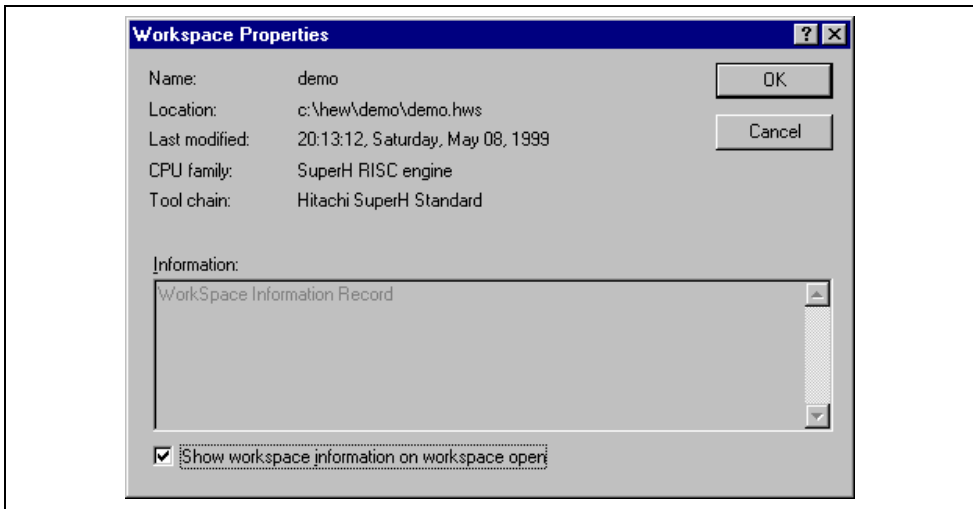 Workspace Properties
Name: demo
OK
Location: c:\hew\demo\demo.hws
Last modified: 20:13:12, Saturday, May 08, 1999
Cancel
CPU family: SuperH RISC engine
Tool chain: Hitachi SuperH Standard
Information:
WorkSpace Information Record
Show workspace information on workspace open